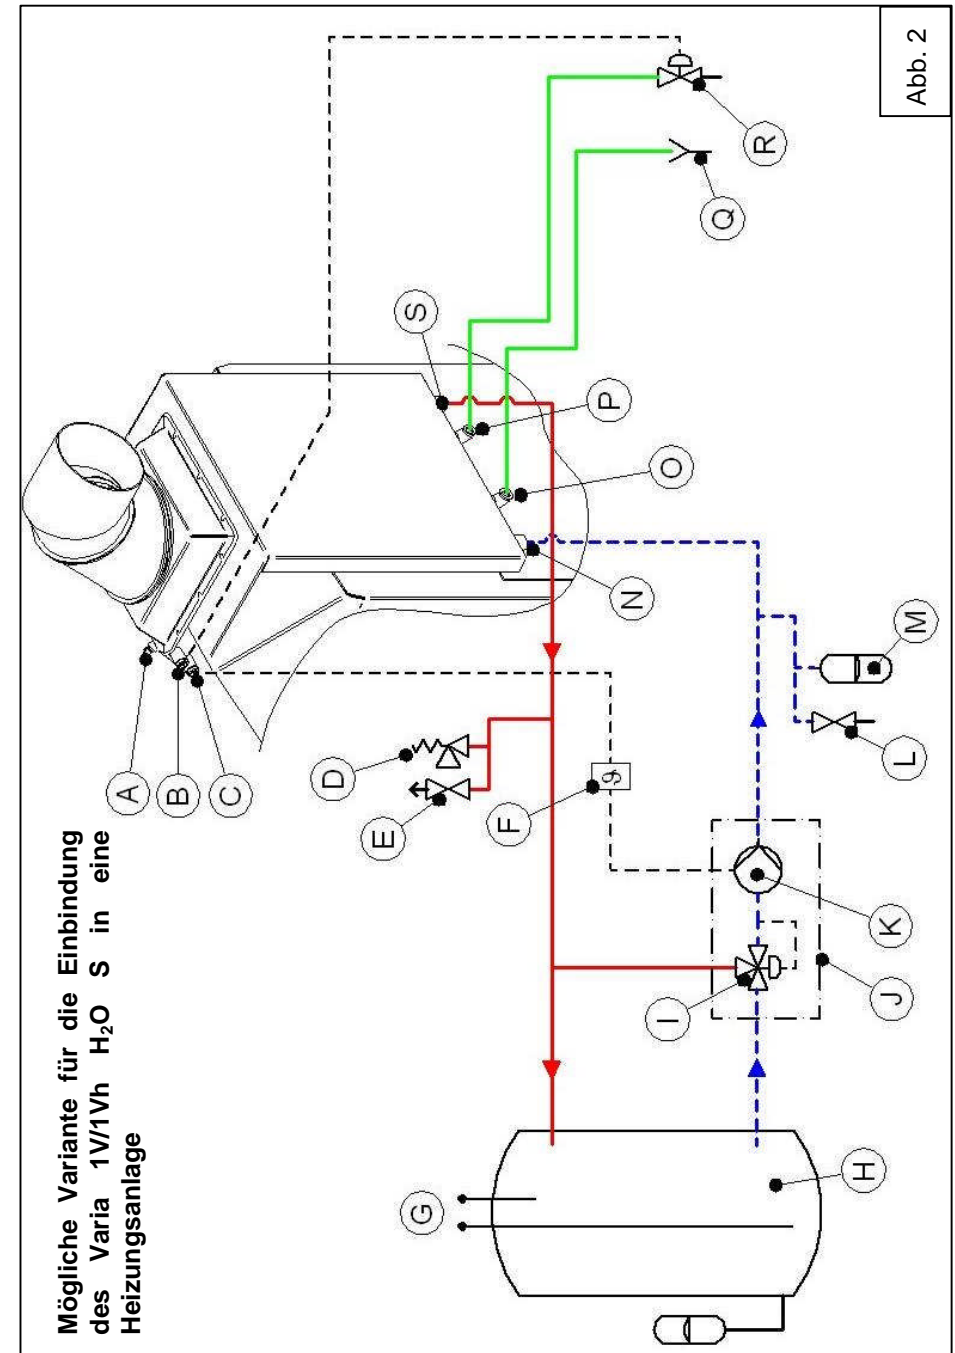 Mögliche Variante für die Einbindung
des Varia 1V/1Vh H₂O S in eine
Heizungsanlage
Abb. 2
A
B
C
D
E
F
ϑ
G
H
I
J
K
L
M
N
O
P
Q
R
S